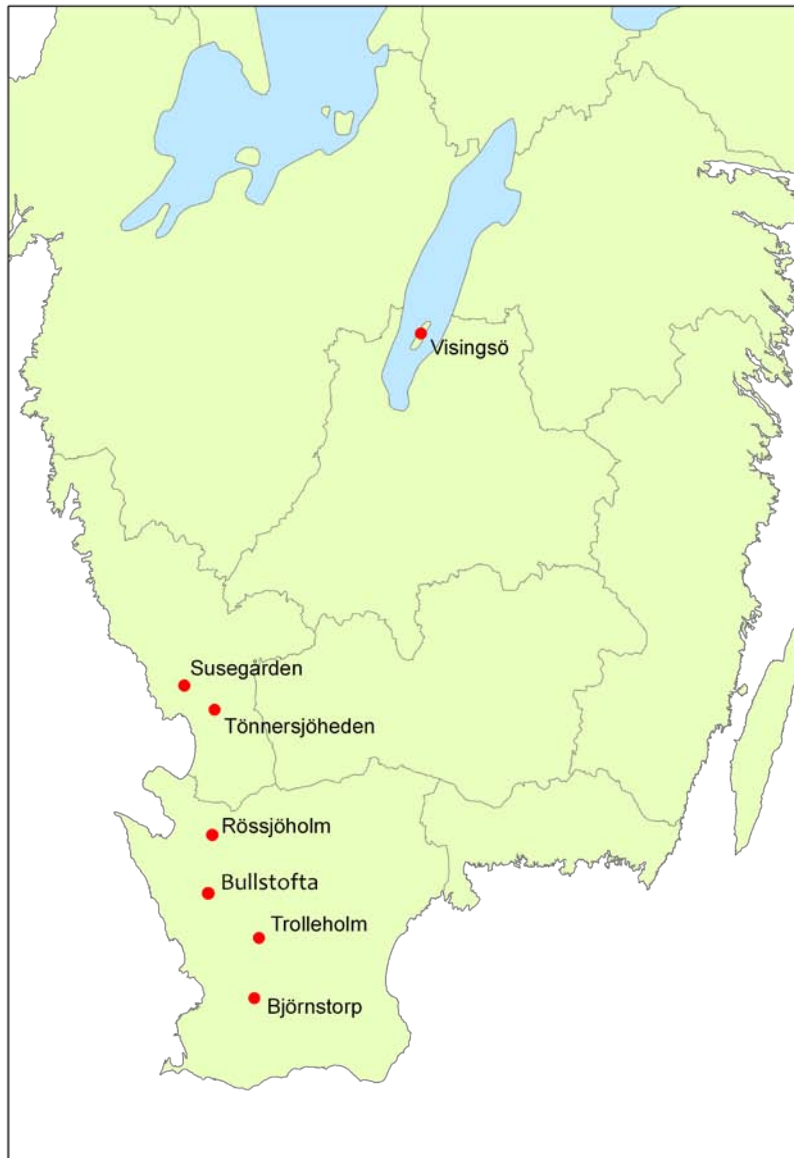 Visingsö
Susegården
Tönnersjöheden
Rössjöholm
Bullstofta
Trolleholm
Björnstorp